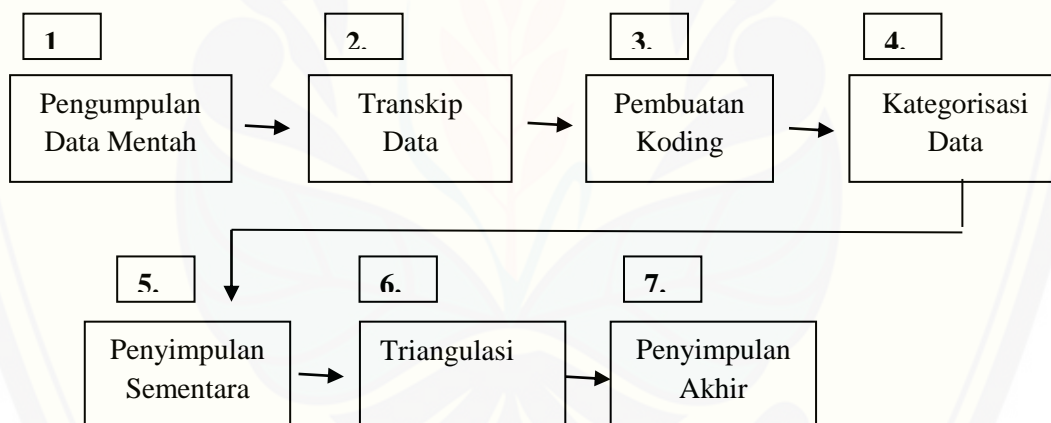 1
2.
3.
4.
Pengumpulan
Data Mentah
Transkip
Data
Pembuatan
Koding
Kategorisasi
Data
5.
6.
7.
Penyimpulan
Sementara
Triangulasi
Penyimpulan
Akhir